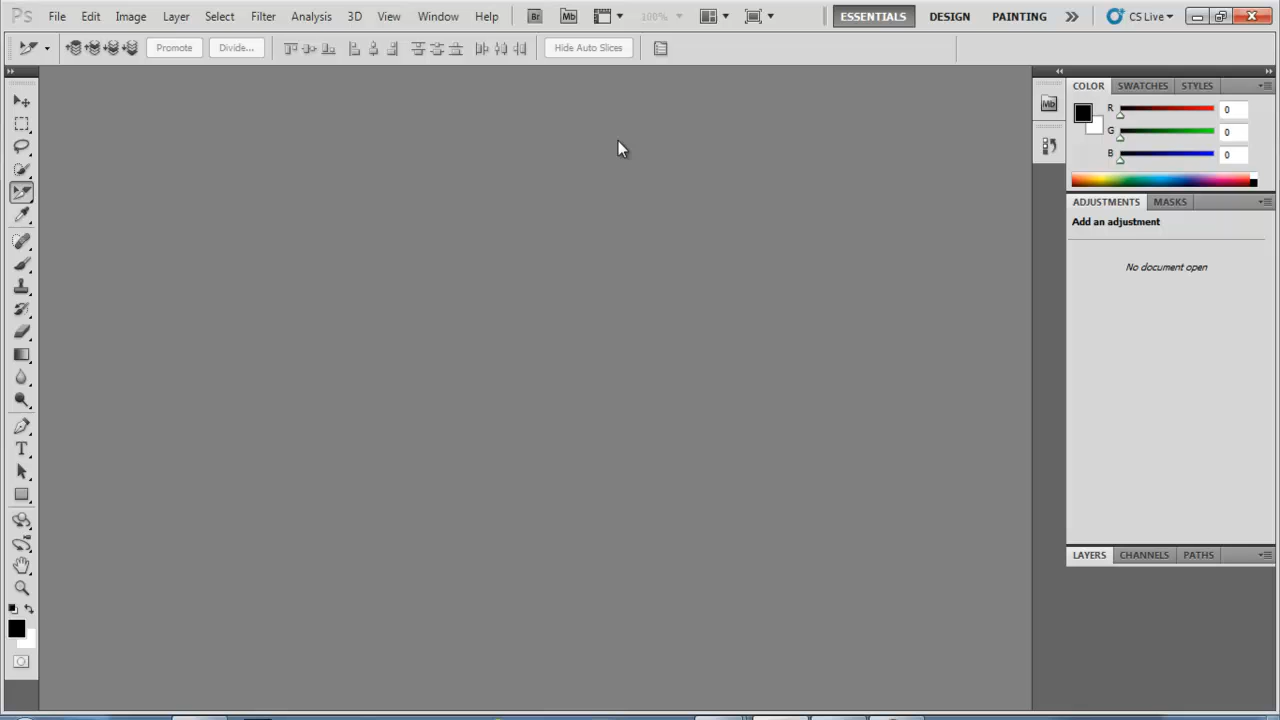 Ps File Edit Image Layer Select Filter Analysis 3D View Window Help Br Mb 100% ESSENTIALS DESIGN PAINTING CS Live
Promote Divide... Hide Auto Slices
COLOR SWATCHES STYLES
Mb
R 0
G 0
B 0
ADJUSTMENTS MASKS
Add an adjustment
No document open
T
LAYERS CHANNELS PATHS